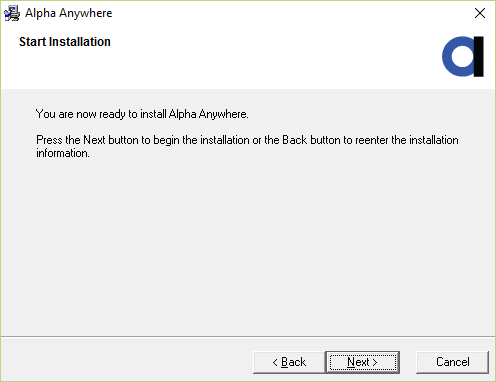 Alpha Anywhere
Start Installation
You are now ready to install Alpha Anywhere.
Press the Next button to begin the installation or the Back button to reenter the installation
information.
< Back
Next >
Cancel